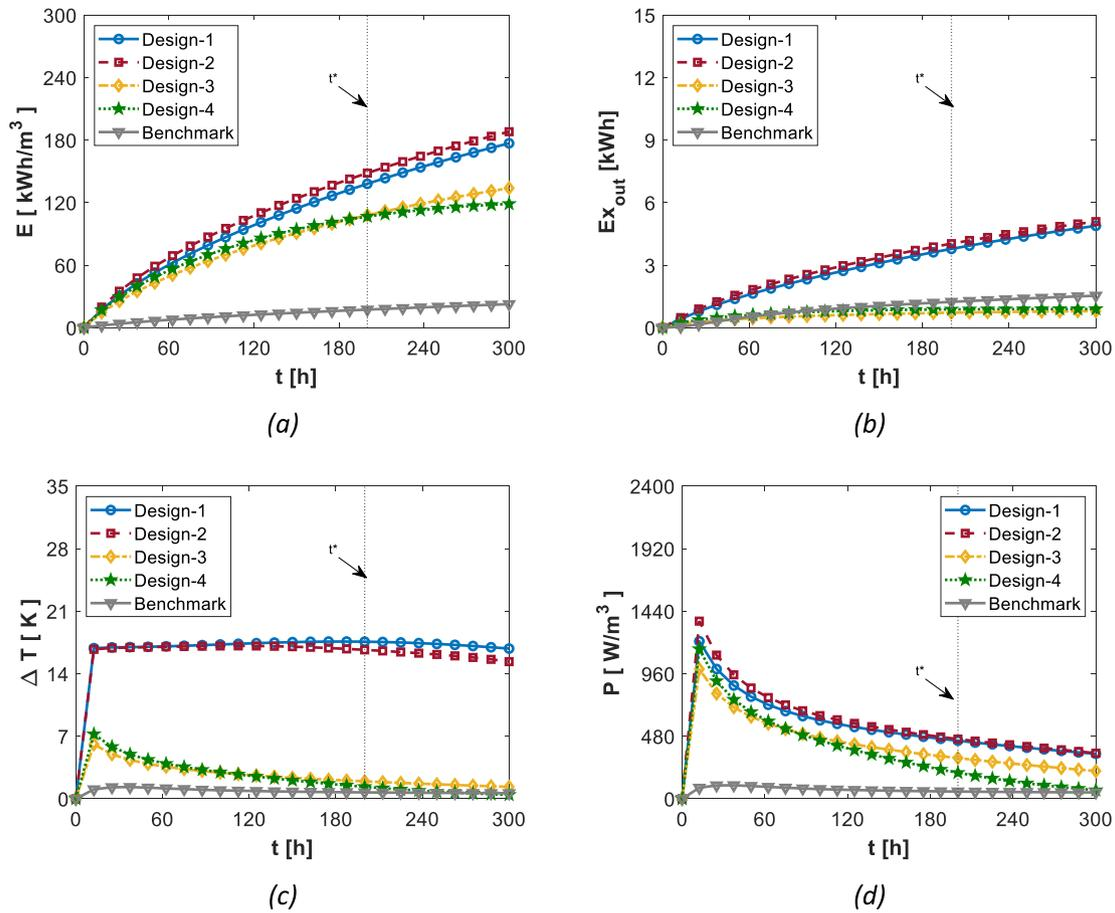 300
240
180
120
60
0
E [ kWh/m³ ]
Design-1
Design-2
Design-3
Design-4
Benchmark
t*
0 60 120 180 240 300
t [h]
(a)
15
12
9
6
3
0
Ex_out [kWh]
Design-1
Design-2
Design-3
Design-4
Benchmark
t*
0 60 120 180 240 300
t [h]
(b)
35
28
21
14
7
0
Δ T [ K ]
Design-1
Design-2
Design-3
Design-4
Benchmark
t*
0 60 120 180 240 300
t [h]
(c)
2400
1920
1440
960
480
0
P [ W/m³ ]
Design-1
Design-2
Design-3
Design-4
Benchmark
t*
0 60 120 180 240 300
t [h]
(d)